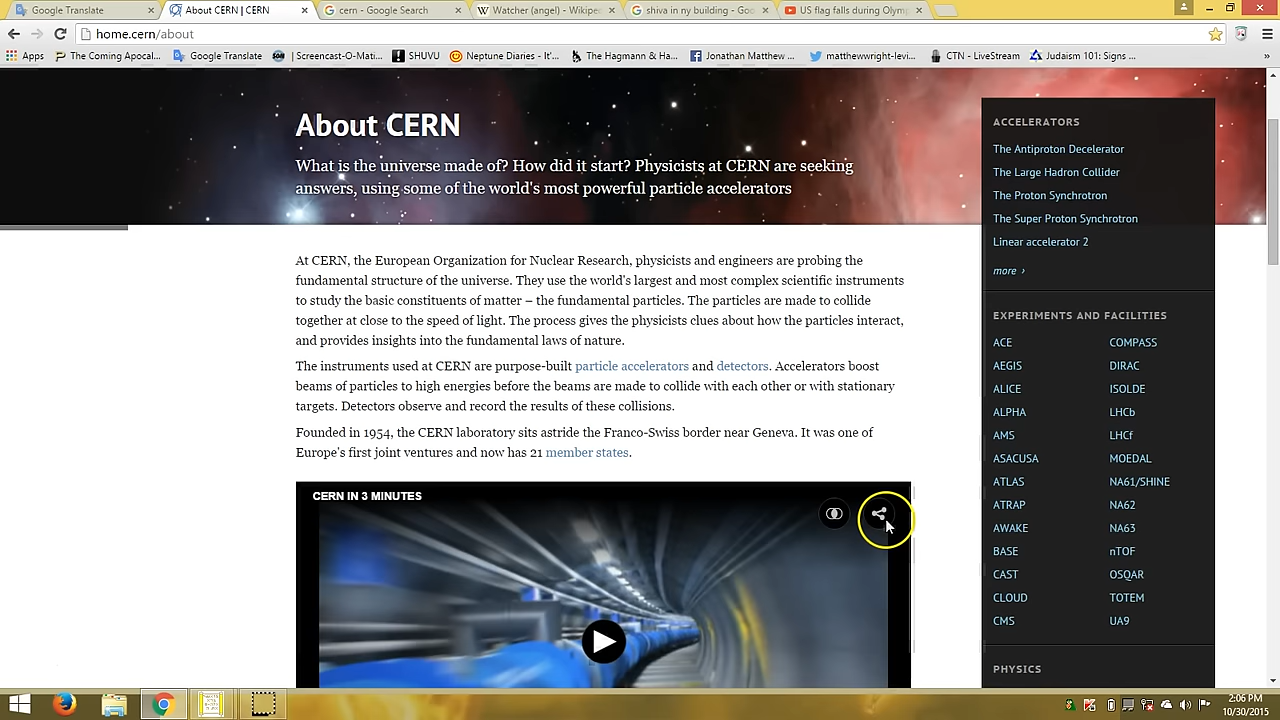 Google Translate
About CERN | CERN
cern - Google Search
Watcher (angel) - Wikipe
shiva in ny building - Goo
US flag falls during Olymp
home.cern/about
Apps
The Coming Apocal...
Google Translate
| Screencast-O-Mati...
SHUVU
Neptune Diaries - It'...
The Hagmann & Ha...
Jonathan Matthew ...
matthewwright-levi...
CTN - LiveStream
Judaism 101: Signs ...
»
About CERN
What is the universe made of? How did it start? Physicists at CERN are seeking
answers, using some of the world's most powerful particle accelerators
At CERN, the European Organization for Nuclear Research, physicists and engineers are probing the
fundamental structure of the universe. They use the world's largest and most complex scientific instruments
to study the basic constituents of matter – the fundamental particles. The particles are made to collide
together at close to the speed of light. The process gives the physicists clues about how the particles interact,
and provides insights into the fundamental laws of nature.
The instruments used at CERN are purpose-built particle accelerators and detectors. Accelerators boost
beams of particles to high energies before the beams are made to collide with each other or with stationary
targets. Detectors observe and record the results of these collisions.
Founded in 1954, the CERN laboratory sits astride the Franco-Swiss border near Geneva. It was one of
Europe's first joint ventures and now has 21 member states.
CERN IN 3 MINUTES
ACCELERATORS
The Antiproton Decelerator
The Large Hadron Collider
The Proton Synchrotron
The Super Proton Synchrotron
Linear accelerator 2
more ›
EXPERIMENTS AND FACILITIES
ACE COMPASS
AEGIS DIRAC
ALICE ISOLDE
ALPHA LHCb
AMS LHCf
ASACUSA MOEDAL
ATLAS NA61/SHINE
ATRAP NA62
AWAKE NA63
BASE nTOF
CAST OSQAR
CLOUD TOTEM
CMS UA9
PHYSICS
2:06 PM
10/30/2015